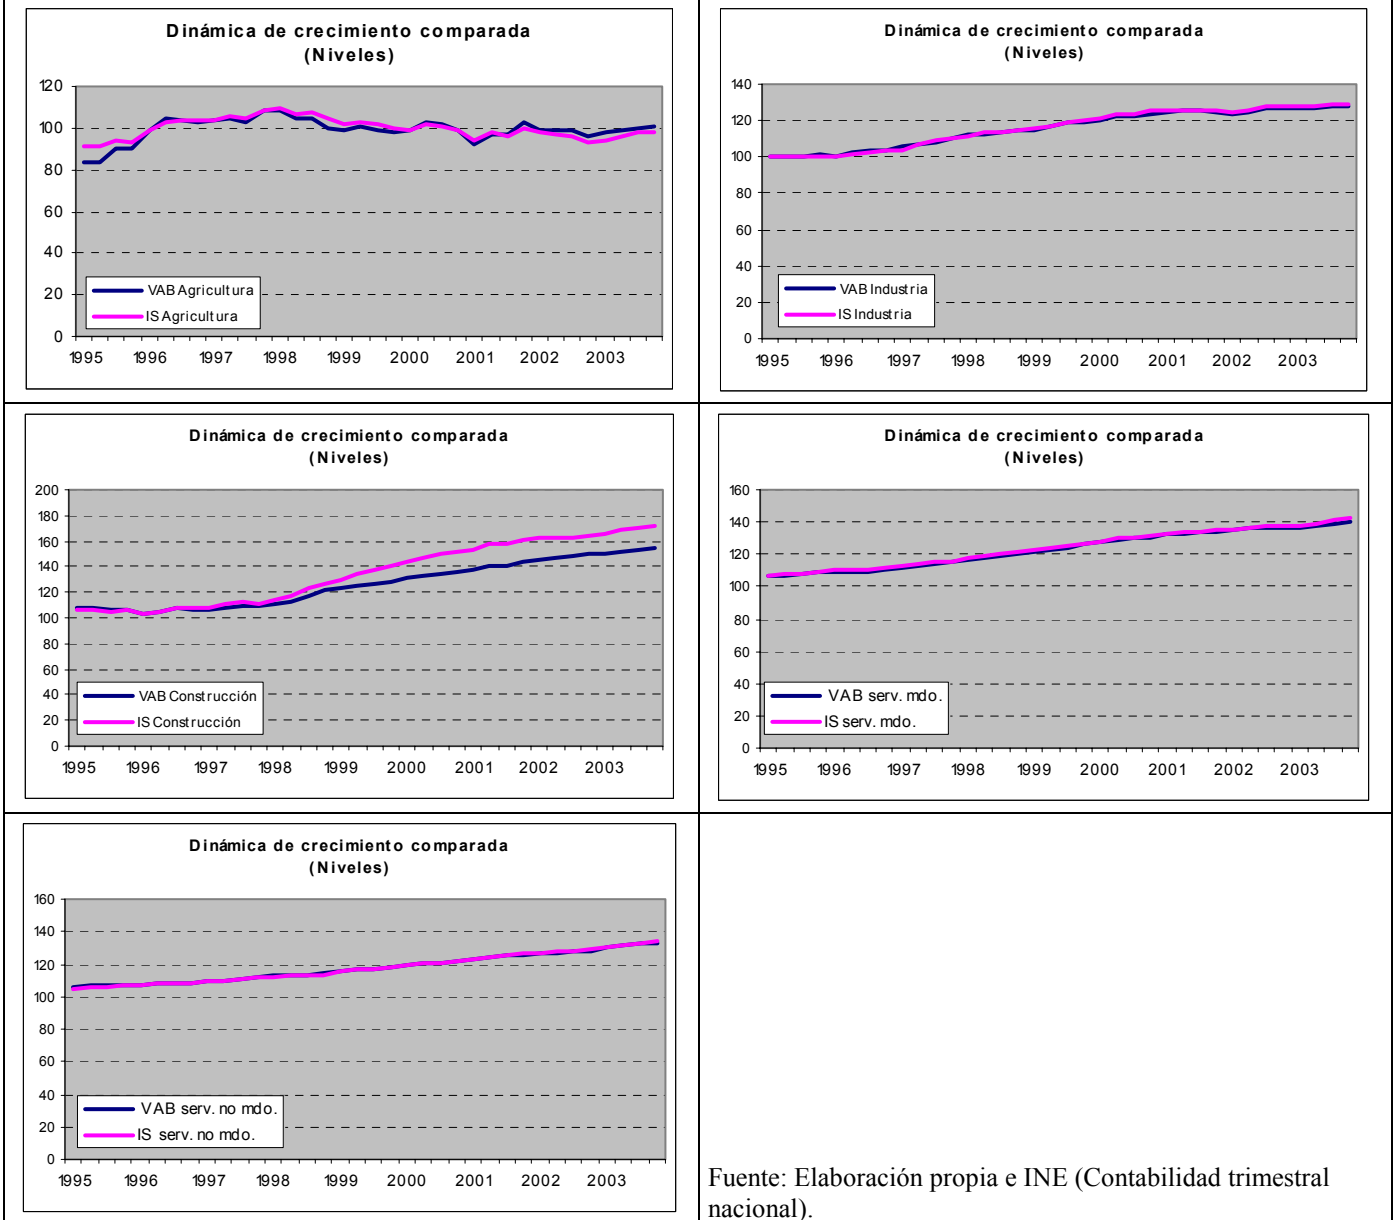 Dinámica de crecimiento comparada
(Niveles)
120
100
80
60
40
20
0
VAB Agricultura
IS Agricultura
1995 1996 1997 1998 1999 2000 2001 2002 2003
Dinámica de crecimiento comparada
(Niveles)
140
120
100
80
60
40
20
0
VAB Industria
IS Industria
1995 1996 1997 1998 1999 2000 2001 2002 2003
Dinámica de crecimiento comparada
(Niveles)
200
180
160
140
120
100
80
60
40
20
0
VAB Construcción
IS Construcción
1995 1996 1997 1998 1999 2000 2001 2002 2003
Dinámica de crecimiento comparada
(Niveles)
160
140
120
100
80
60
40
20
0
VAB serv. mdo.
IS serv. mdo.
1995 1996 1997 1998 1999 2000 2001 2002 2003
Dinámica de crecimiento comparada
(Niveles)
160
140
120
100
80
60
40
20
0
VAB serv. no mdo.
IS serv. no mdo.
1995 1996 1997 1998 1999 2000 2001 2002 2003
Fuente: Elaboración propia e INE (Contabilidad trimestral
nacional).